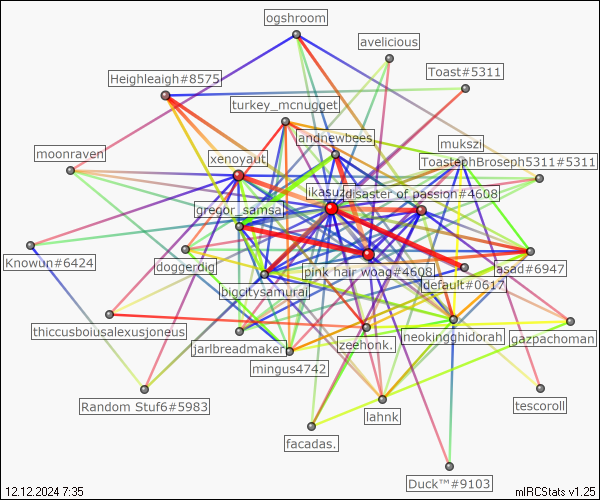 ogshroom
avelicious
Toast#5311
Heighleaigh#8575
turkey_mcnugget
andnewbees
mukszi
moonraven
xenoyaut
ToastephBroseph5311#5311
ikasuz
disaster of passion#4608
gregor_samsa
Knowun#6424
doggerdig
pink hair woag#4608
asad#6947
bigcitysamurai
default#0617
thiccusboiusalexusjoneus
zeehonk.
neokingghidorah
gazpachoman
jarlbreadmaker
mingus4742
Random Stuf6#5983
lahnk
tescoroll
facadas.
Duck™#9103
12.12.2024 7:35
mIRCStats v1.25